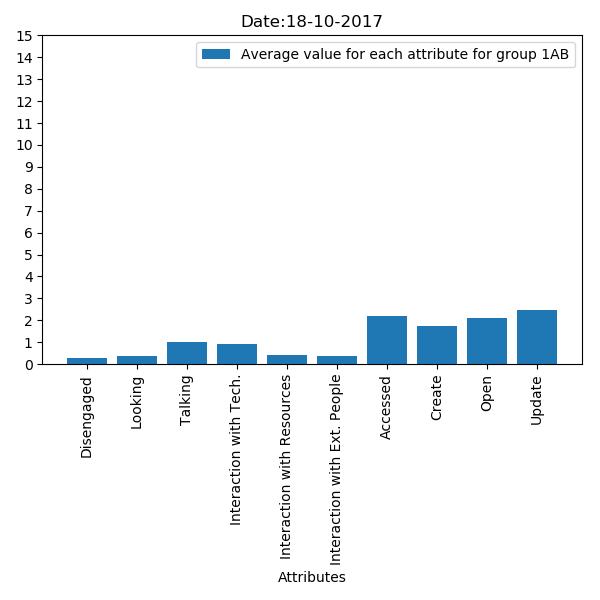 Date:18-10-2017
Average value for each attribute for group 1AB
15
14
13
12
11
10
9
8
7
6
5
4
3
2
1
0
Disengaged
Looking
Talking
Interaction with Tech.
Interaction with Resources
Interaction with Ext. People
Accessed
Create
Open
Update
Attributes